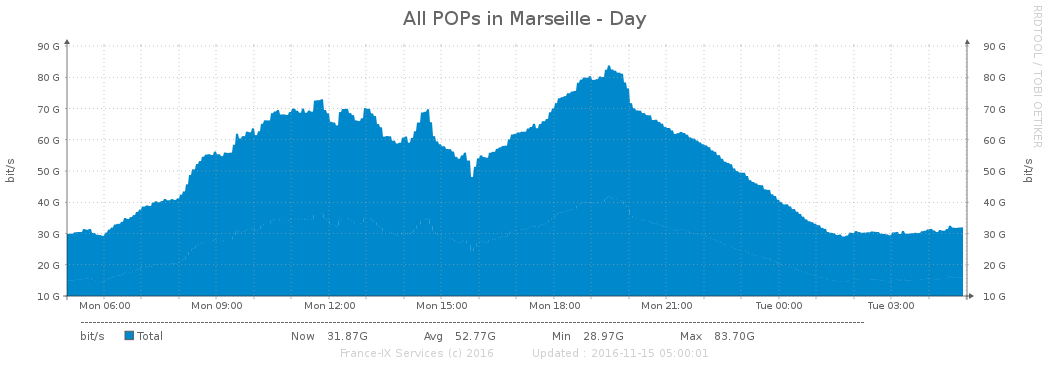 All POPs in Marseille - Day
RRDTOOL / TOBI OETIKER
90 G 90 G
80 G 80 G
70 G 70 G
60 G 60 G
50 G 50 G
40 G 40 G
30 G 30 G
20 G 20 G
10 G 10 G
bit/s
bit/s
Mon 06:00 Mon 09:00 Mon 12:00 Mon 15:00 Mon 18:00 Mon 21:00 Tue 00:00 Tue 03:00
bit/s Total Now 31.87G Avg 52.77G Min 28.97G Max 83.70G
France-IX Services (c) 2016 Updated : 2016-11-15 05:00:01